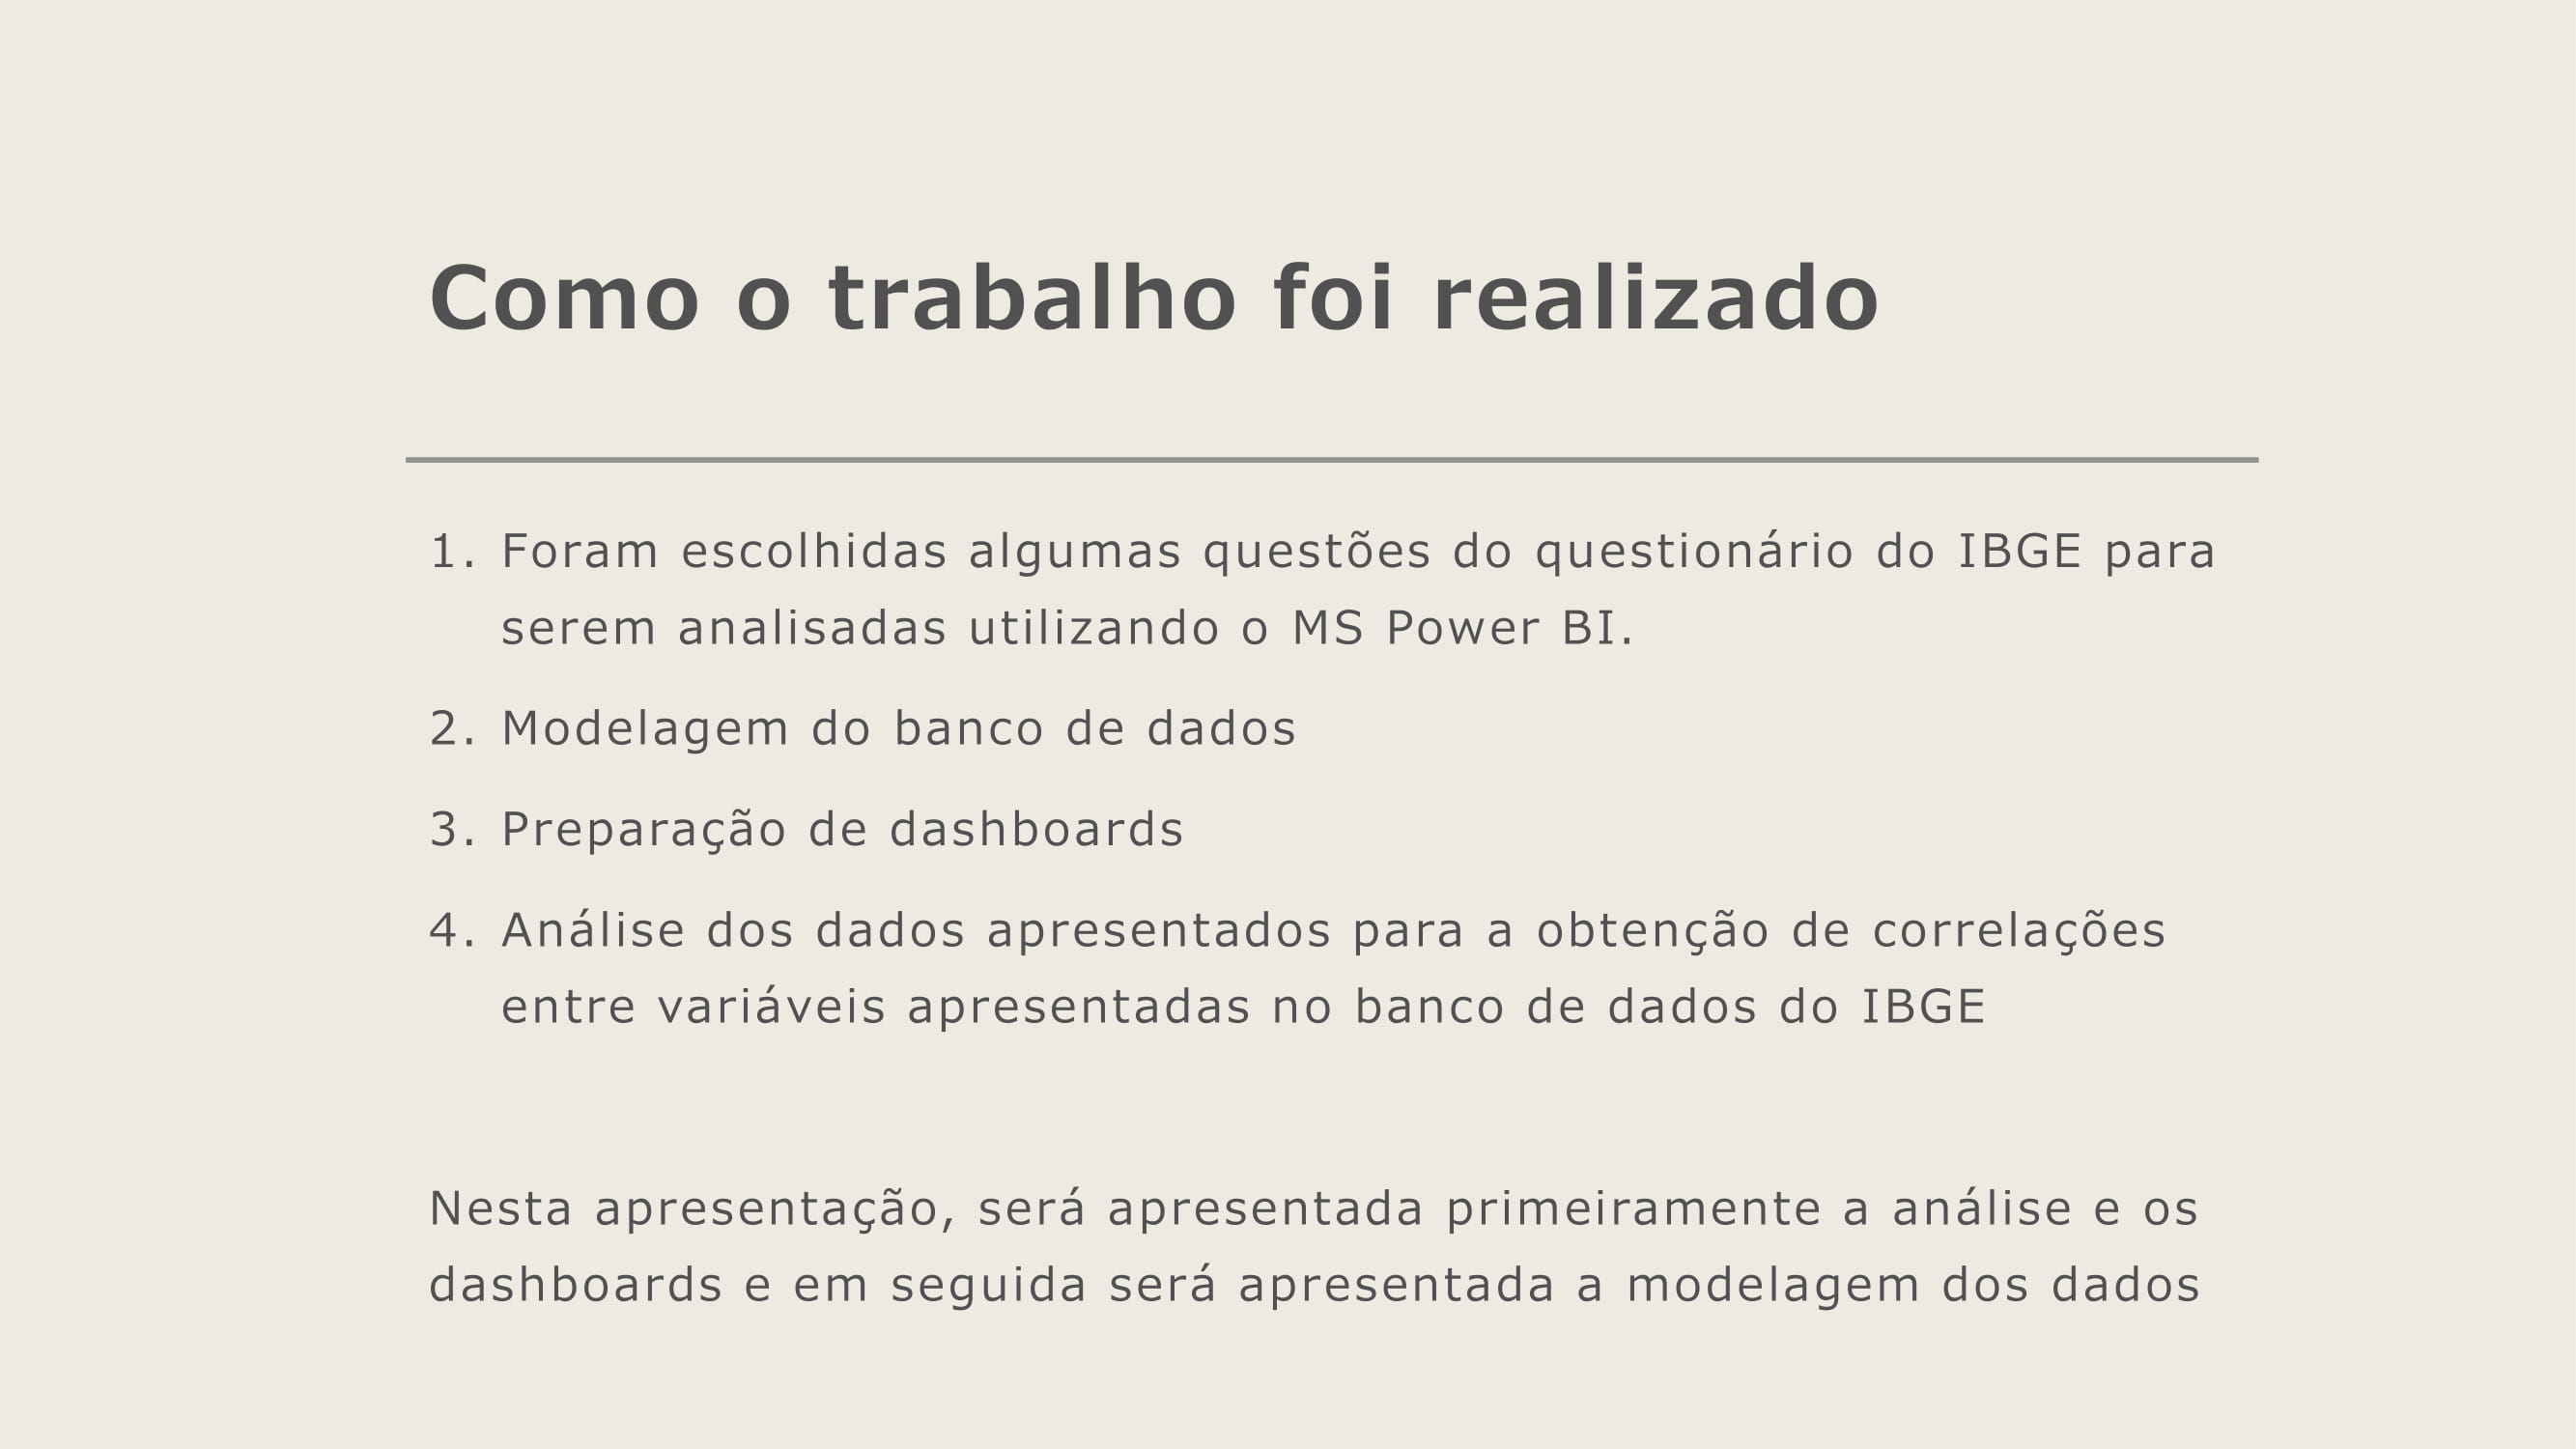 Como o trabalho foi realizado
1. Foram escolhidas algumas questões do questionário do IBGE para
serem analisadas utilizando o MS Power BI.
2. Modelagem do banco de dados
3. Preparação de dashboards
4. Análise dos dados apresentados para a obtenção de correlações
entre variáveis apresentadas no banco de dados do IBGE
Nesta apresentação, será apresentada primeiramente a análise e os
dashboards e em seguida será apresentada a modelagem dos dados